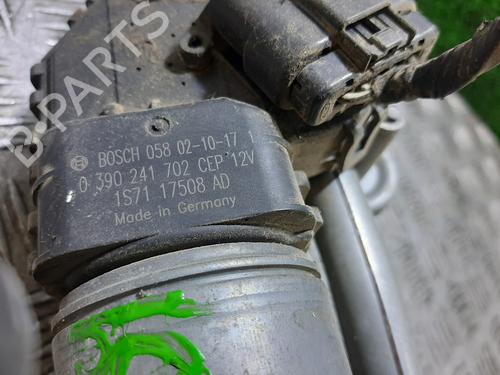 BOSCH 058 02-10-17 1
0 390 241 702 CEP 12V
1S71 17508 AD
Made in Germany
B-PARTS